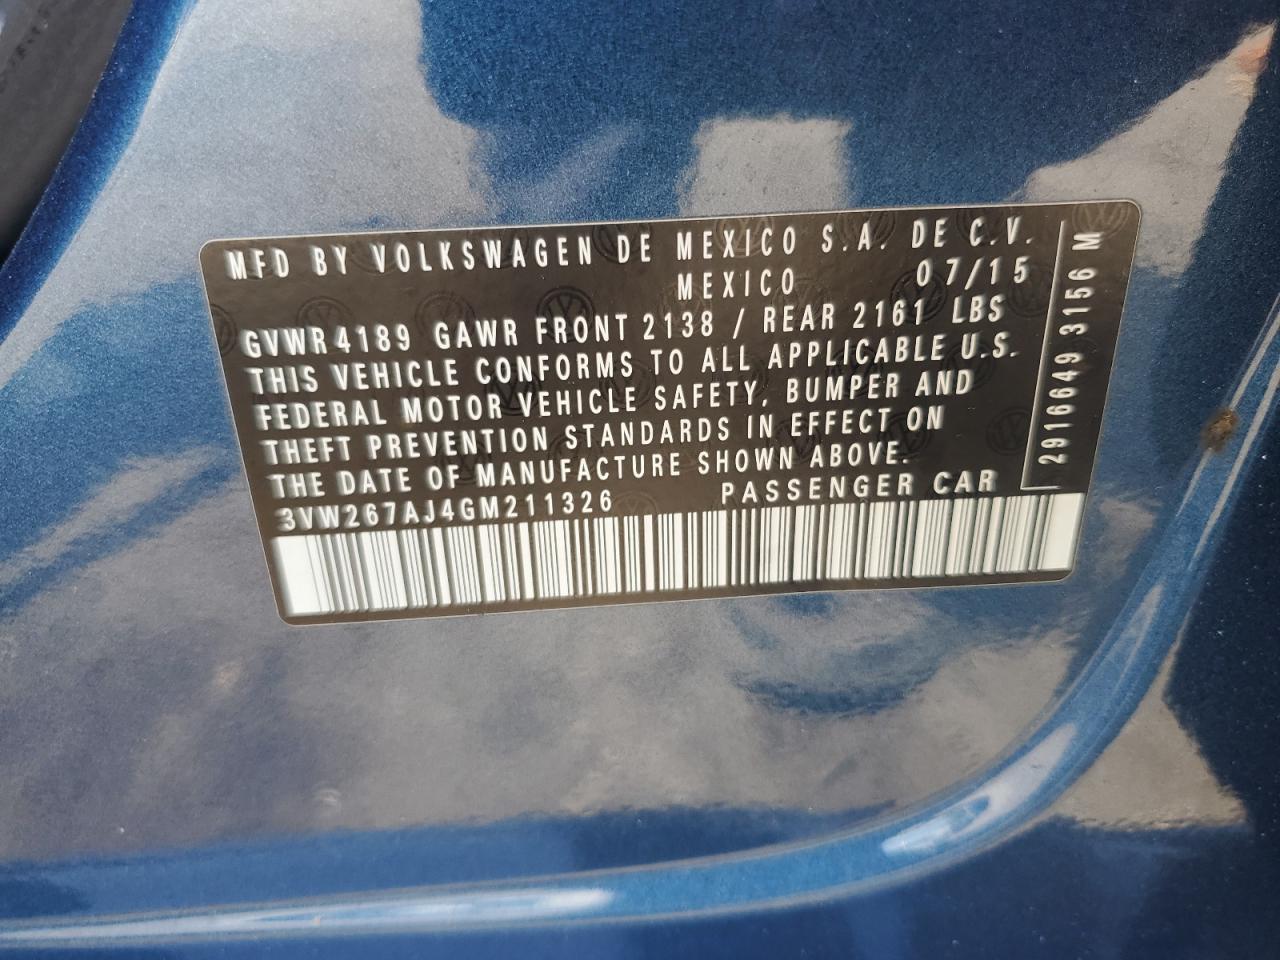 MFD BY VOLKSWAGEN DE MEXICO S.A. DE C.V.
MEXICO 07/15
GVWR 4189 GAWR FRONT 2138 / REAR 2161 LBS
THIS VEHICLE CONFORMS TO ALL APPLICABLE U.S.
FEDERAL MOTOR VEHICLE SAFETY, BUMPER AND
THEFT PREVENTION STANDARDS IN EFFECT ON
THE DATE OF MANUFACTURE SHOWN ABOVE.
3VW267AJ4GM211326 PASSENGER CAR
2916649 3156 M